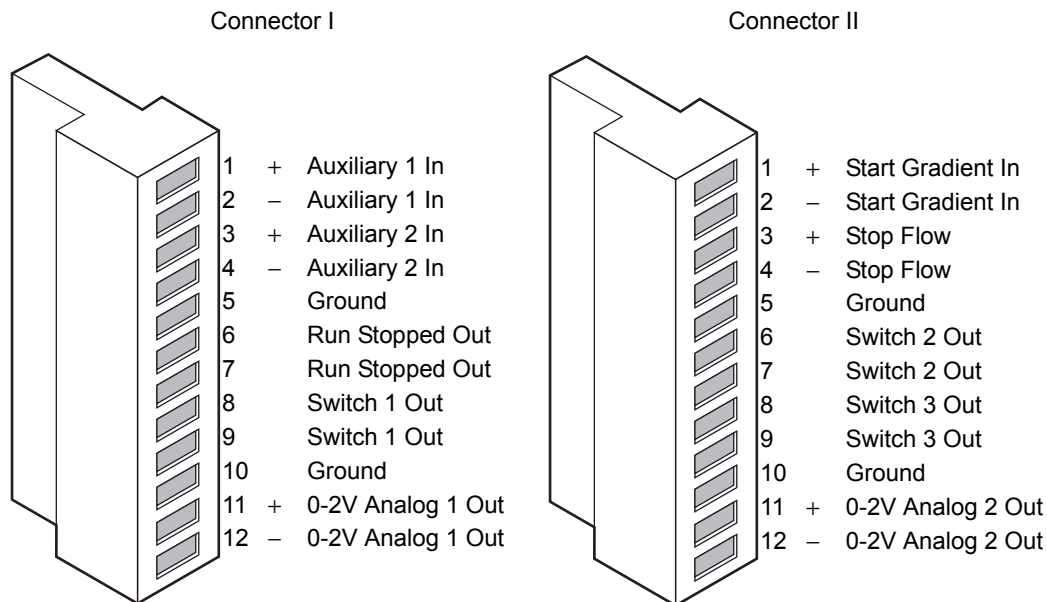 Connector I
1 + Auxiliary 1 In
2 − Auxiliary 1 In
3 + Auxiliary 2 In
4 − Auxiliary 2 In
5 Ground
6 Run Stopped Out
7 Run Stopped Out
8 Switch 1 Out
9 Switch 1 Out
10 Ground
11 + 0-2V Analog 1 Out
12 − 0-2V Analog 1 Out
Connector II
1 + Start Gradient In
2 − Start Gradient In
3 + Stop Flow
4 − Stop Flow
5 Ground
6 Switch 2 Out
7 Switch 2 Out
8 Switch 3 Out
9 Switch 3 Out
10 Ground
11 + 0-2V Analog 2 Out
12 − 0-2V Analog 2 Out